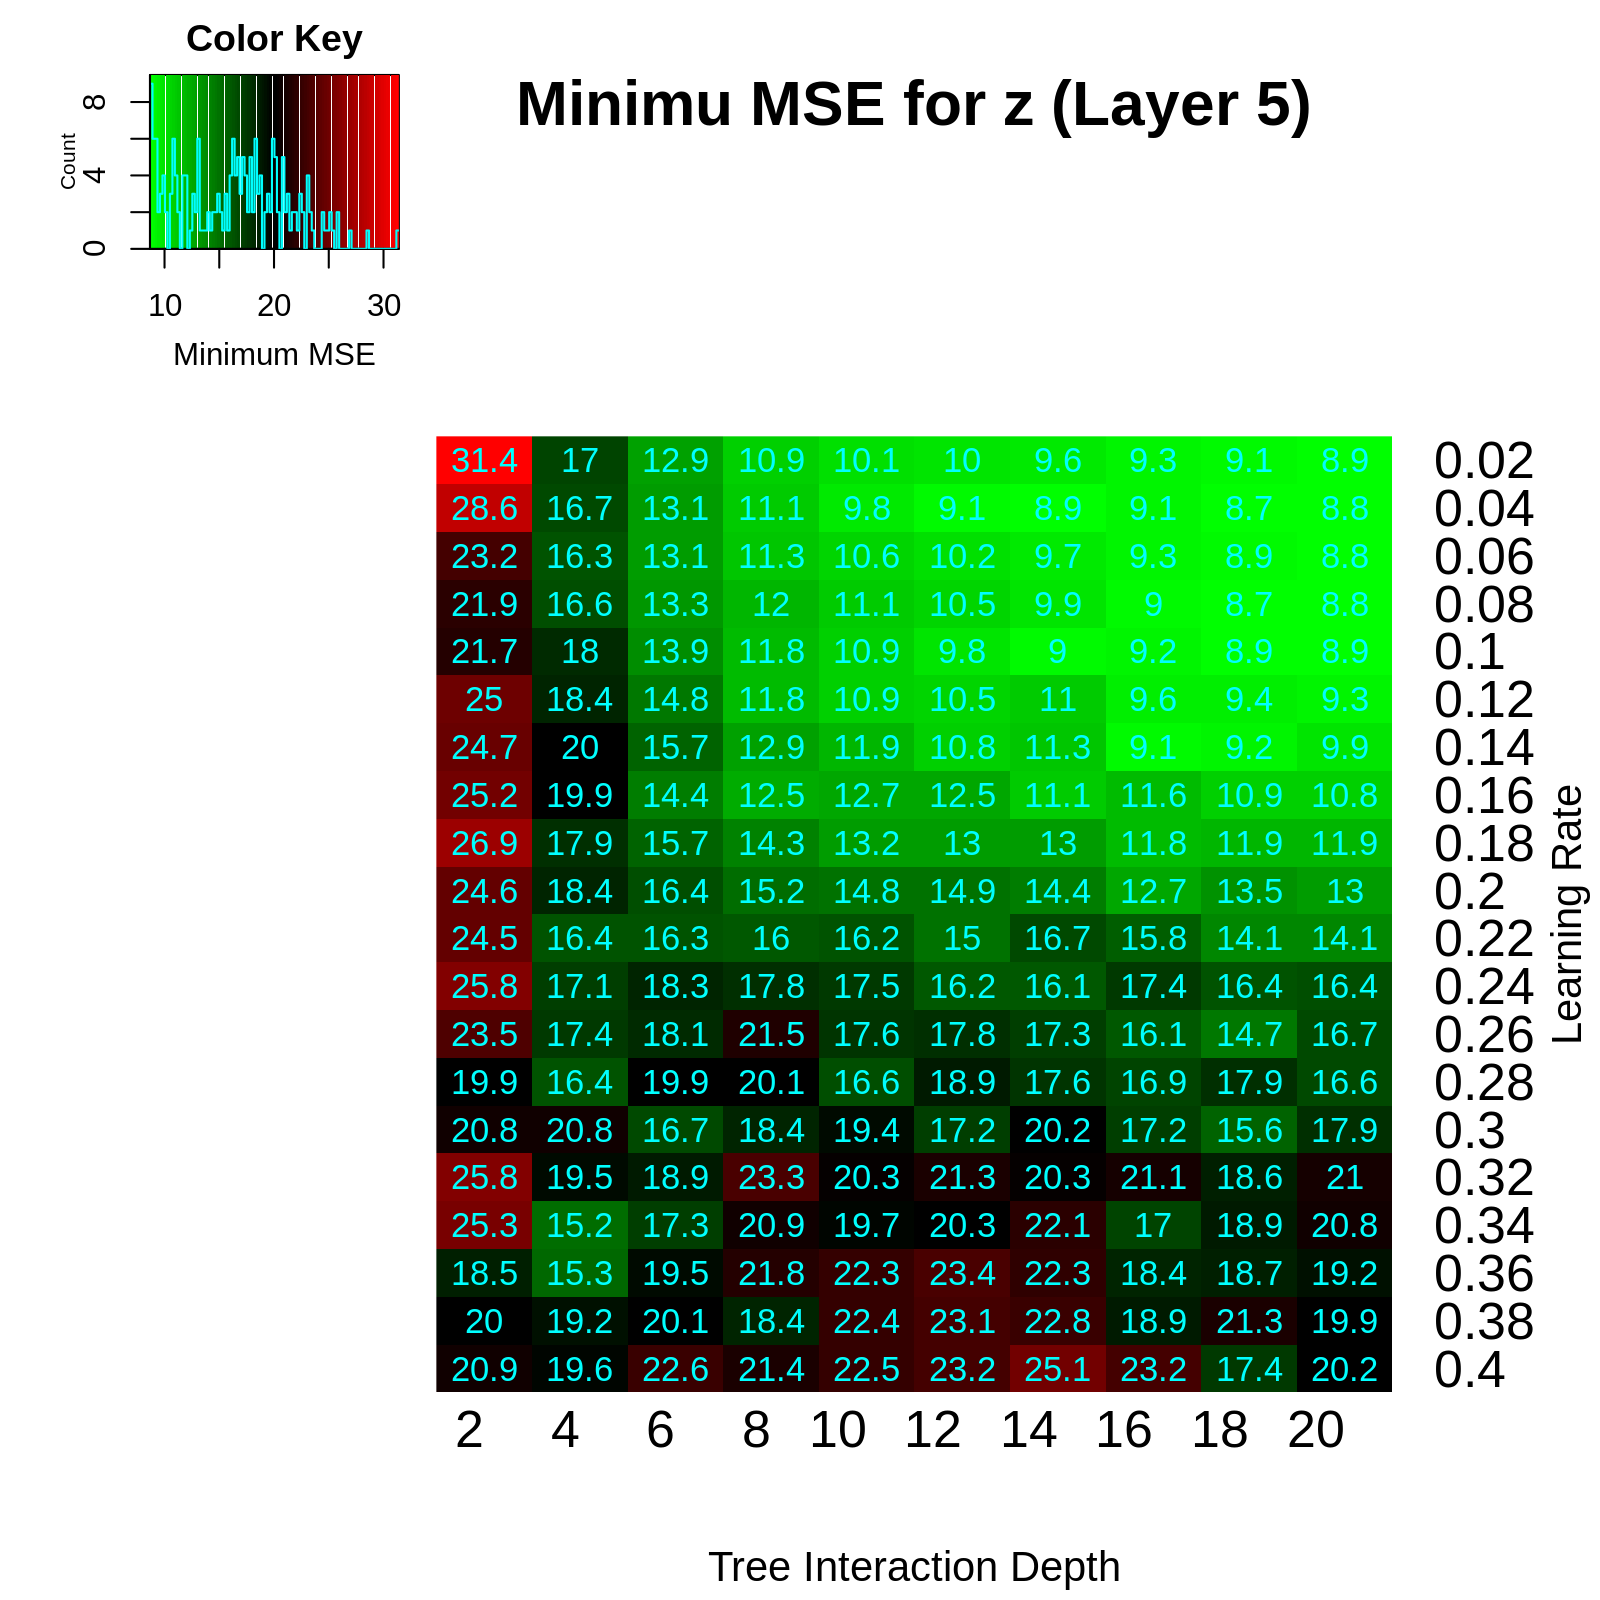 Color Key
Minimu MSE for z (Layer 5)
Count
0 4 8
10 20 30
Minimum MSE
31.4 17 12.9 10.9 10.1 10 9.6 9.3 9.1 8.9 0.02
28.6 16.7 13.1 11.1 9.8 9.1 8.9 9.1 8.7 8.8 0.04
23.2 16.3 13.1 11.3 10.6 10.2 9.7 9.3 8.9 8.8 0.06
21.9 16.6 13.3 12 11.1 10.5 9.9 9 8.7 8.8 0.08
21.7 18 13.9 11.8 10.9 9.8 9 9.2 8.9 8.9 0.1
25 18.4 14.8 11.8 10.9 10.5 11 9.6 9.4 9.3 0.12
24.7 20 15.7 12.9 11.9 10.8 11.3 9.1 9.2 9.9 0.14
25.2 19.9 14.4 12.5 12.7 12.5 11.1 11.6 10.9 10.8 0.16
26.9 17.9 15.7 14.3 13.2 13 13 11.8 11.9 11.9 0.18
24.6 18.4 16.4 15.2 14.8 14.9 14.4 12.7 13.5 13 0.2
24.5 16.4 16.3 16 16.2 15 16.7 15.8 14.1 14.1 0.22
25.8 17.1 18.3 17.8 17.5 16.2 16.1 17.4 16.4 16.4 0.24
23.5 17.4 18.1 21.5 17.6 17.8 17.3 16.1 14.7 16.7 0.26
19.9 16.4 19.9 20.1 16.6 18.9 17.6 16.9 17.9 16.6 0.28
20.8 20.8 16.7 18.4 19.4 17.2 20.2 17.2 15.6 17.9 0.3
25.8 19.5 18.9 23.3 20.3 21.3 20.3 21.1 18.6 21 0.32
25.3 15.2 17.3 20.9 19.7 20.3 22.1 17 18.9 20.8 0.34
18.5 15.3 19.5 21.8 22.3 23.4 22.3 18.4 18.7 19.2 0.36
20 19.2 20.1 18.4 22.4 23.1 22.8 18.9 21.3 19.9 0.38
20.9 19.6 22.6 21.4 22.5 23.2 25.1 23.2 17.4 20.2 0.4
Learning Rate
2 4 6 8 10 12 14 16 18 20
Tree Interaction Depth